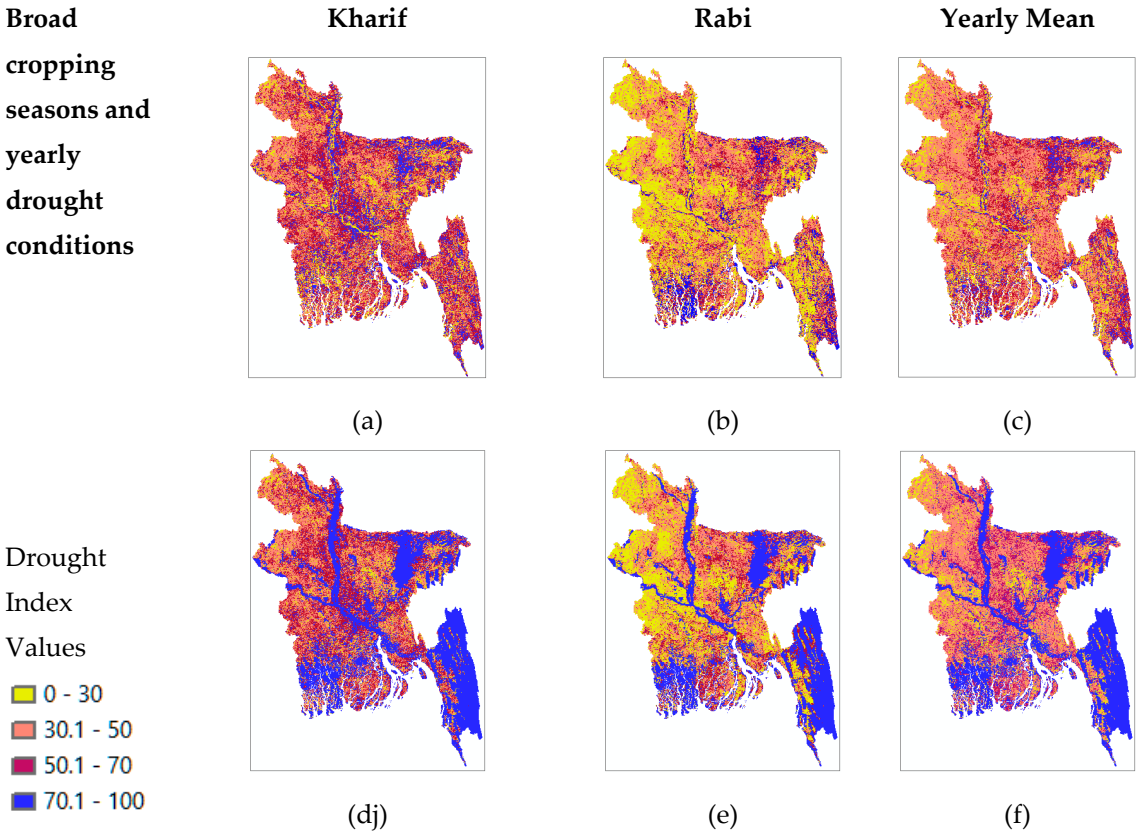 Broad
cropping
seasons and
yearly
drought
conditions
Kharif
Rabi
Yearly Mean
(a)
(b)
(c)
Drought
Index
Values
0 - 30
30.1 - 50
50.1 - 70
70.1 - 100
(dj)
(e)
(f)